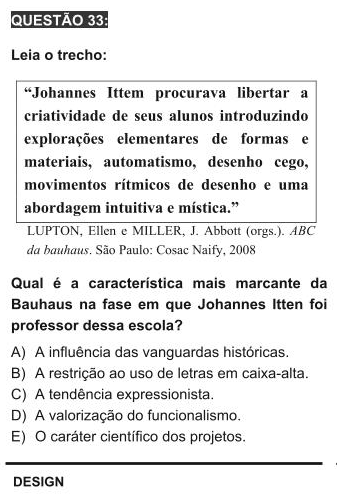 QUESTÃO 33:
Leia o trecho:
“Johannes Ittem procurava libertar a
criatividade de seus alunos introduzindo
explorações elementares de formas e
materiais, automatismo, desenho cego,
movimentos rítmicos de desenho e uma
abordagem intuitiva e mística.”
LUPTON, Ellen e MILLER, J. Abbott (orgs.). ABC
da bauhaus. São Paulo: Cosac Naify, 2008
Qual é a característica mais marcante da
Bauhaus na fase em que Johannes Itten foi
professor dessa escola?
A) A influência das vanguardas históricas.
B) A restrição ao uso de letras em caixa-alta.
C) A tendência expressionista.
D) A valorização do funcionalismo.
E) O caráter científico dos projetos.
DESIGN